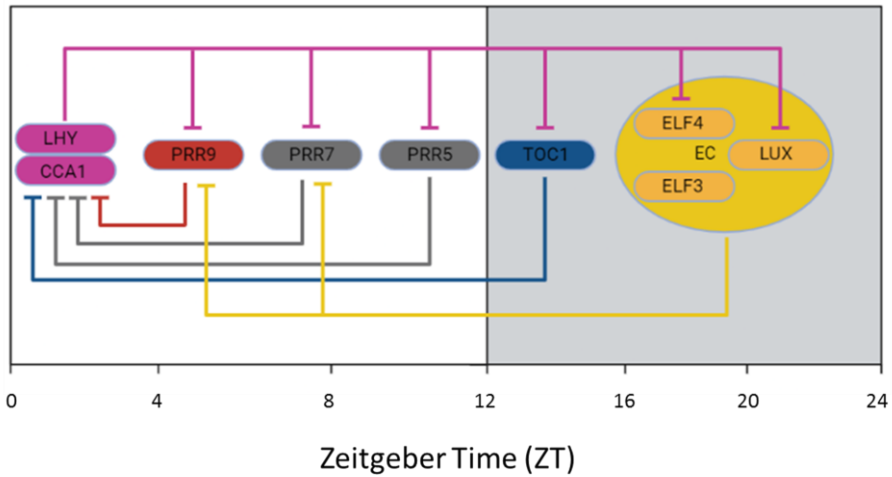 LHY
CCA1
PRR9
PRR7
PRR5
TOC1
ELF4
EC
LUX
ELF3
0 4 8 12 16 20 24
Zeitgeber Time (ZT)